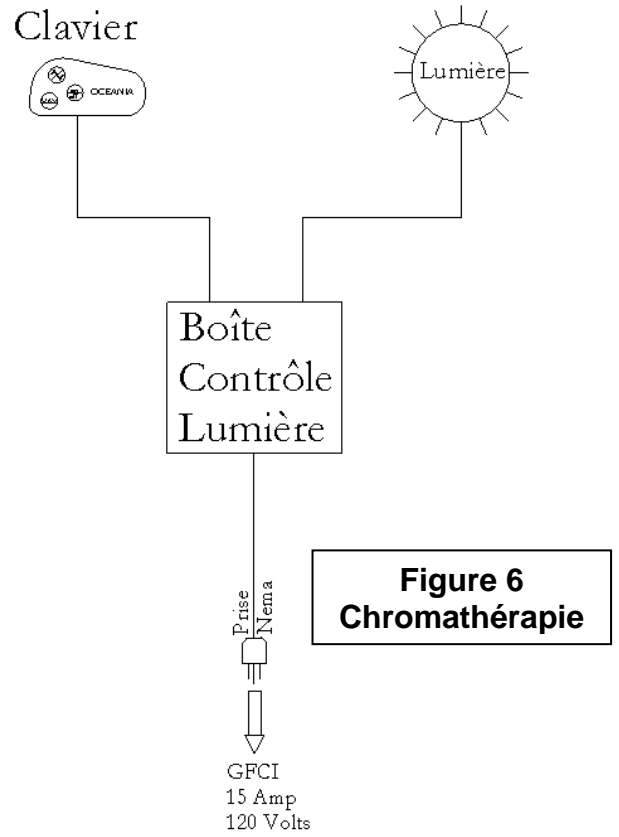 Clavier
OCEANIA
Lumière
Boîte
Contrôle
Lumière
Prise
Nema
Figure 6
Chromathérapie
GFCI
15 Amp
120 Volts